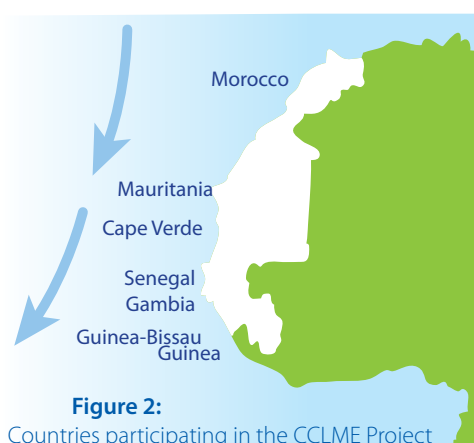 Morocco
Mauritania
Cape Verde
Senegal
Gambia
Guinea-Bissau
Guinea
Figure 2:
Countries participating in the CCLME Project